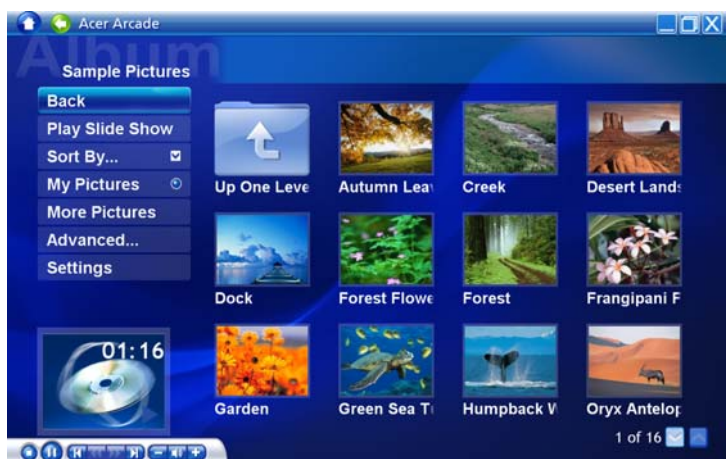 Acer Arcade
Album
Sample Pictures
Back
Play Slide Show
Sort By...
My Pictures
More Pictures
Advanced...
Settings
Up One Leve
Autumn Lea
Creek
Desert Lands
Dock
Forest Flowe
Forest
Frangipani F
Garden
Green Sea T
Humpback W
Oryx Antelop
01:16
1 of 16